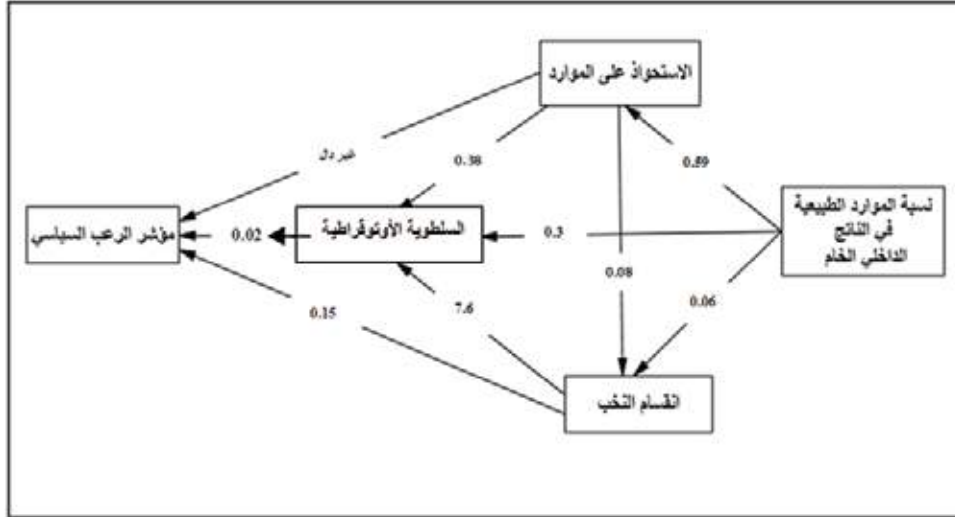 الاستحواذ على الموارد
غير دال
0.38
0.59
نسبة الموارد الطبيعية
في الناتج
الداخلي الخام
السلطوية الأوتوقراطية
مؤشر الرعب السياسي
0.02
0.3
0.08
0.06
7.6
0.15
انقسام النخب